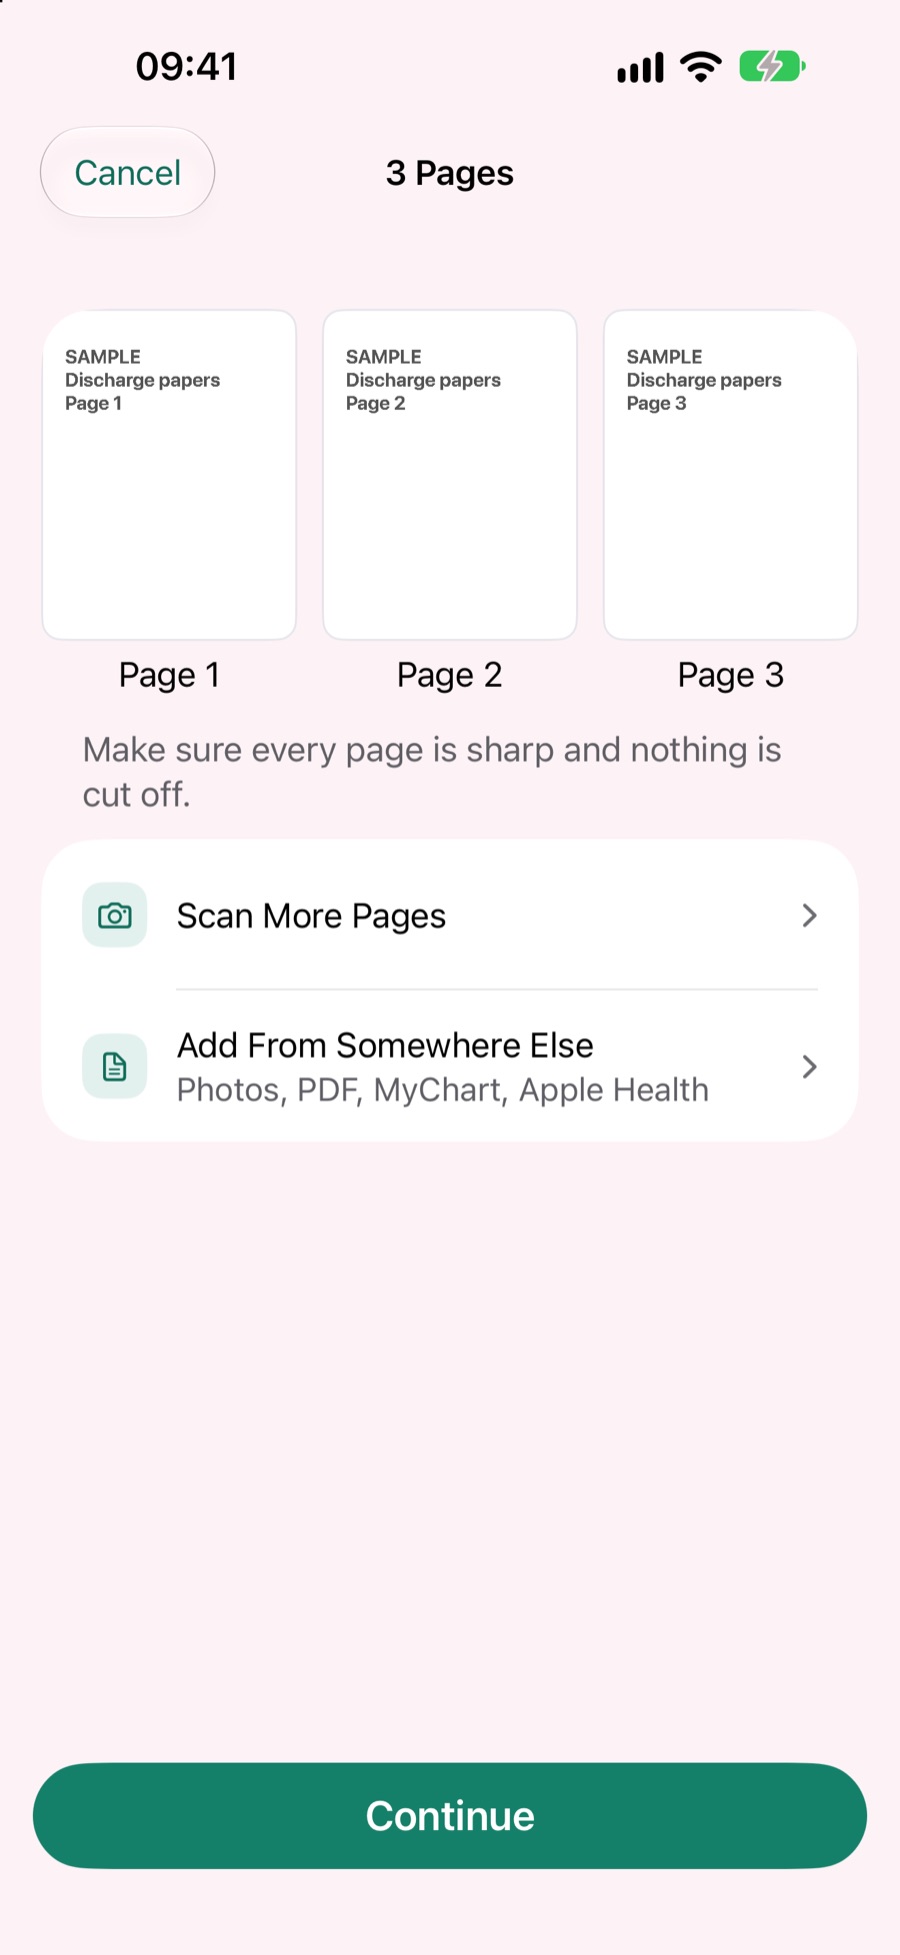 09:41
Cancel
3 Pages
SAMPLE
Discharge papers
Page 1
SAMPLE
Discharge papers
Page 2
SAMPLE
Discharge papers
Page 3
Page 1
Page 2
Page 3
Make sure every page is sharp and nothing is
cut off.
Scan More Pages
Add From Somewhere Else
Photos, PDF, MyChart, Apple Health
Continue